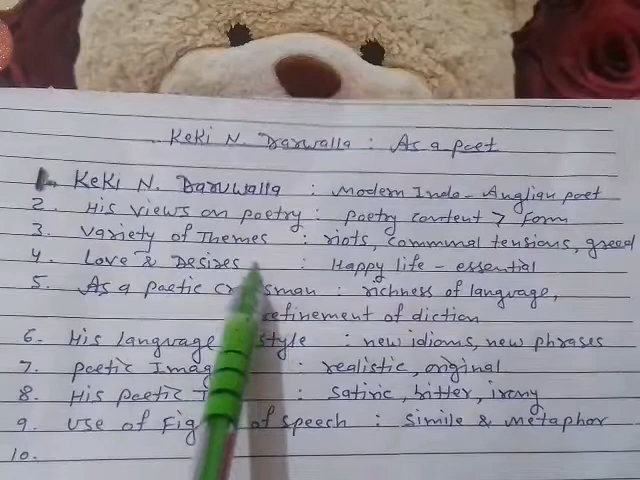 Keki N. Daruwalla : As a poet
1. Keki N. Daruwalla : Modern Indo-Anglian poet
2. His views on poetry : poetry content > Form
3. Variety of Themes : riots, communal tensions, greed
4. Love & Desires : Happy life - essential
5. As a poetic : richness of language,
refinement of diction
6. His Language style : new idioms, new phrases
7. Poetic : realistic, original
8. His Poetic : satiric, bitter, irony
9. Use of of speech : Simile & metaphor
10.